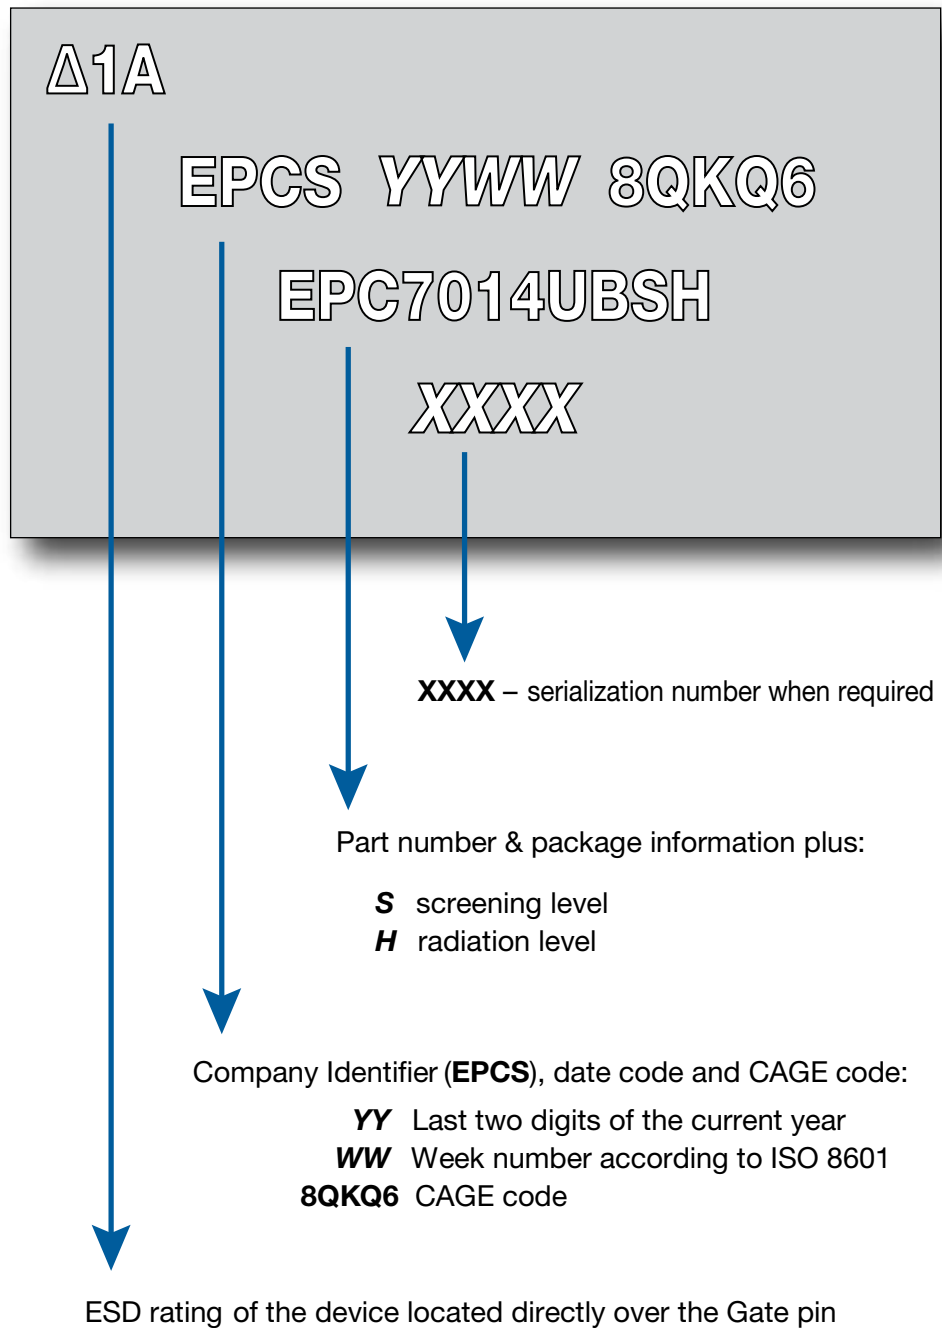 Δ1A
EPCS YYWW 8QKQ6
EPC7014UBSH
XXXX
XXXX – serialization number when required
Part number & package information plus:
S screening level
H radiation level
Company Identifier (EPCS), date code and CAGE code:
YY Last two digits of the current year
WW Week number according to ISO 8601
8QKQ6 CAGE code
ESD rating of the device located directly over the Gate pin